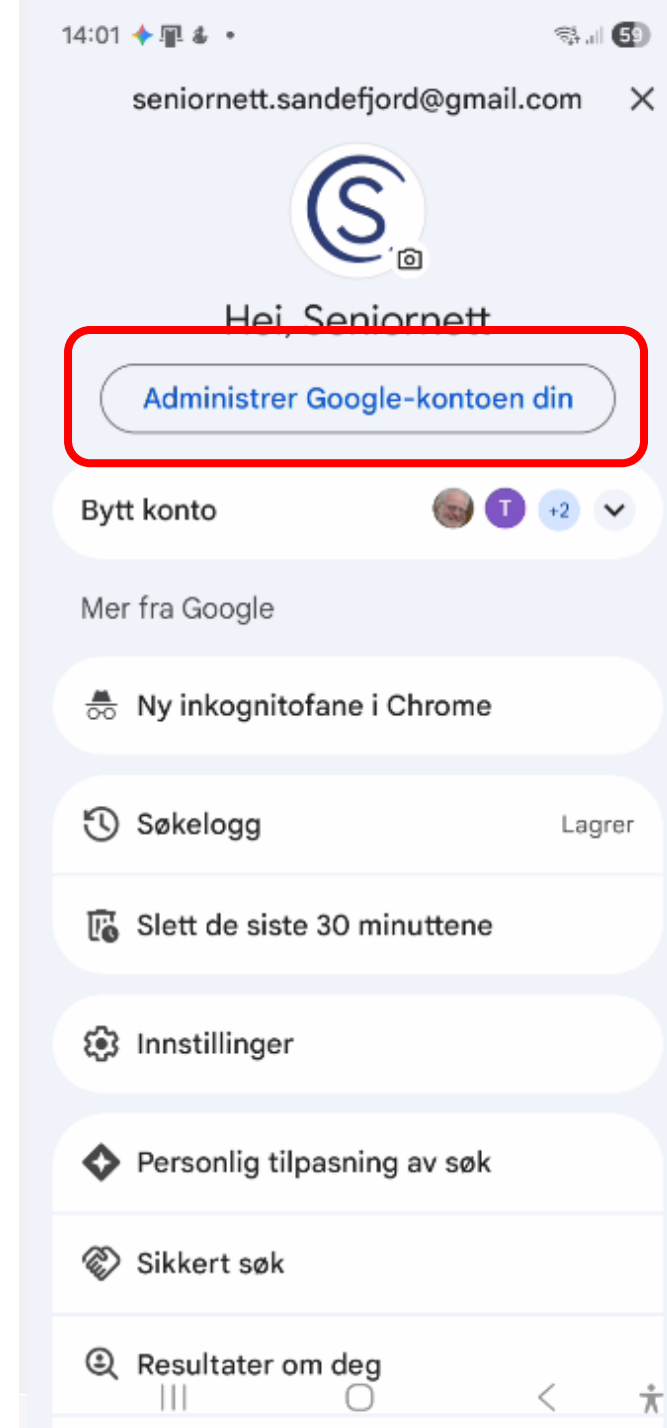 14:01 59
seniornett.sandefjord@gmail.com
S
Hei, Seniornett
Administrer Google-kontoen din
Bytt konto T +2
Mer fra Google
Ny inkognitofane i Chrome
Søkelogg Lagrer
Slett de siste 30 minuttene
Innstillinger
Personlig tilpasning av søk
Sikkert søk
Resultater om deg